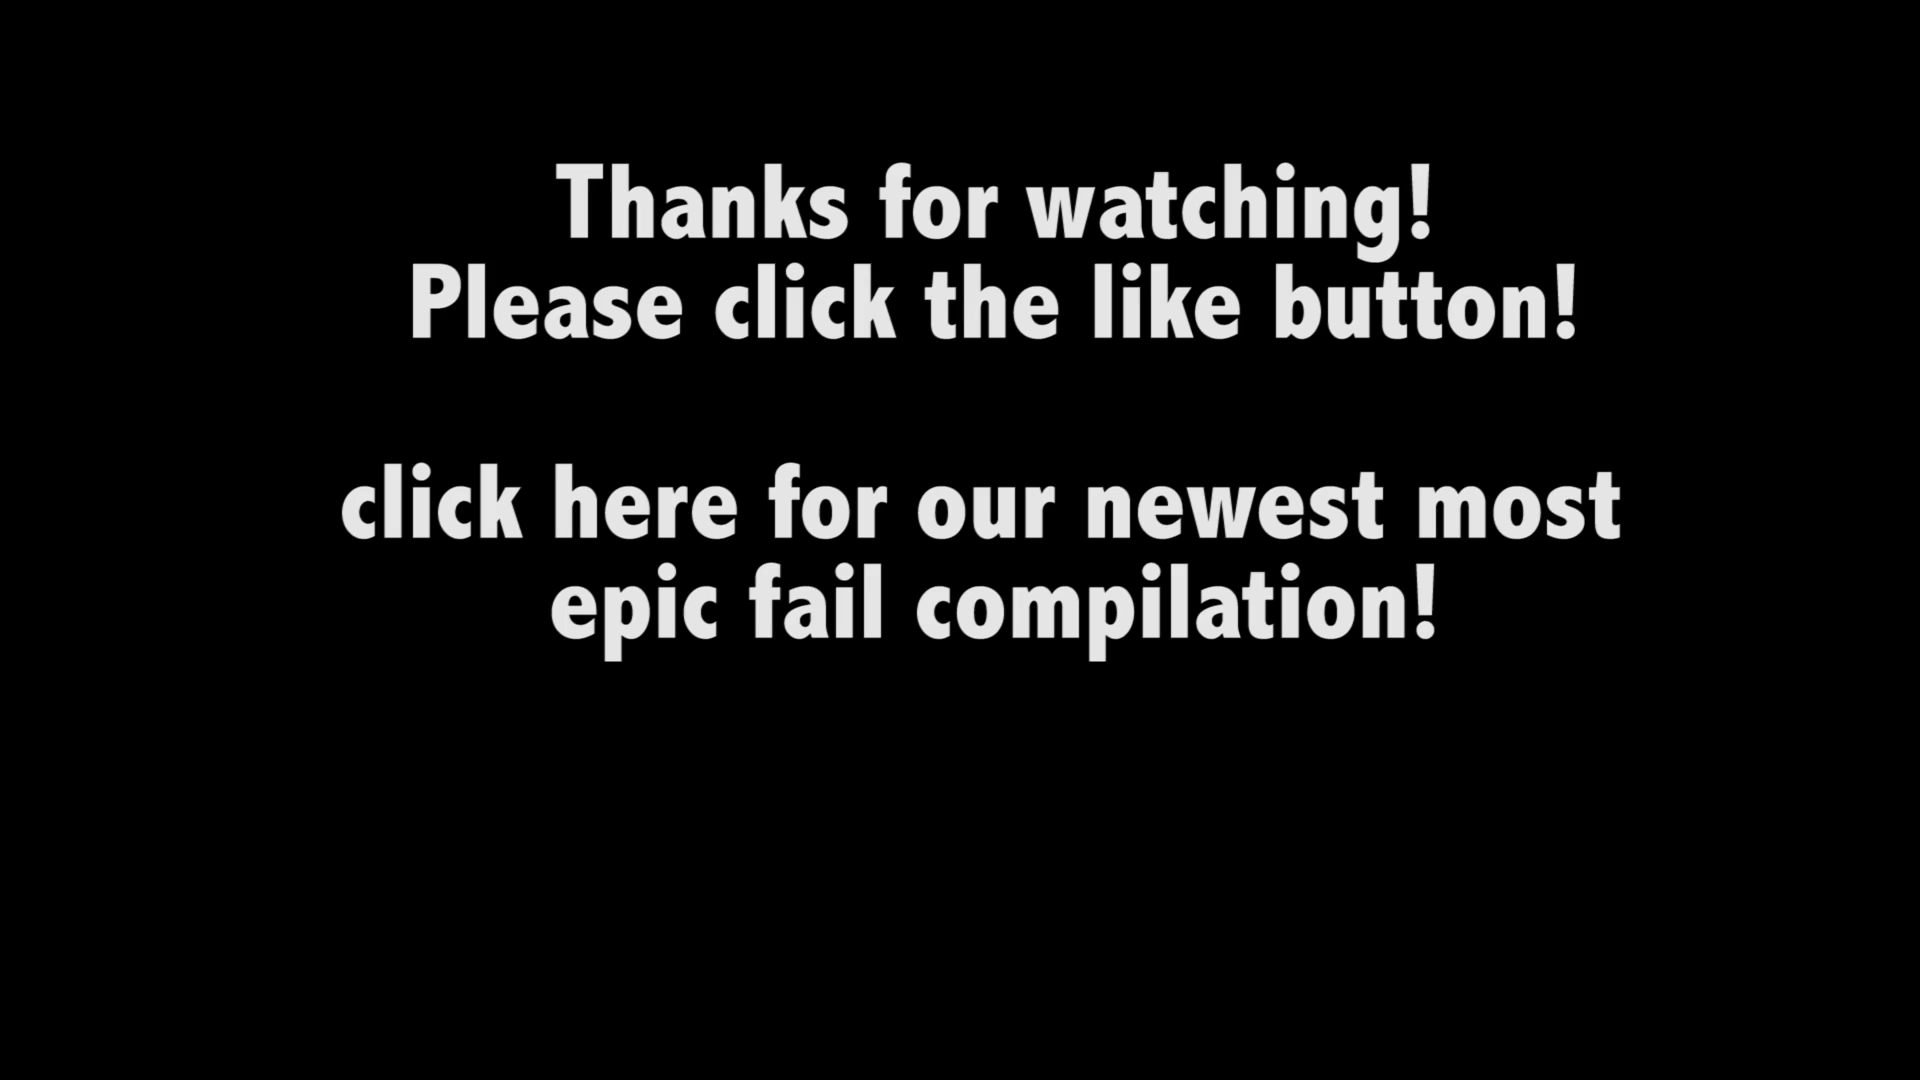 Thanks for watching!
Please click the like button!
click here for our newest most
epic fail compilation!